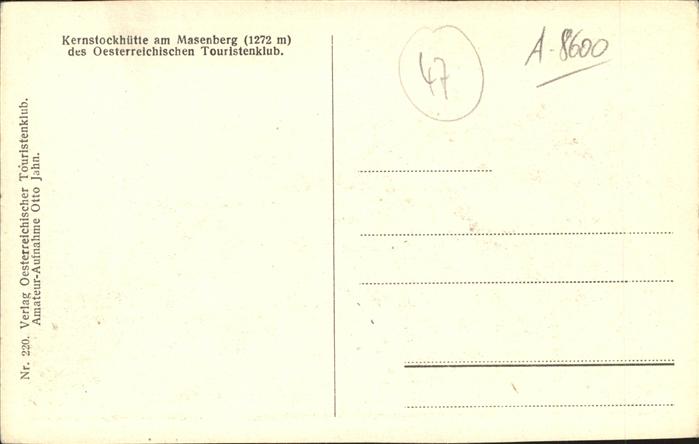 Kernstockhütte am Masenberg (1272 m)
des Oesterreichischen Touristenklub.
47
A-8600
Nr. 220. Verlag Oesterreichischer Touristenklub.
Amateur-Aufnahme Otto Jahn.